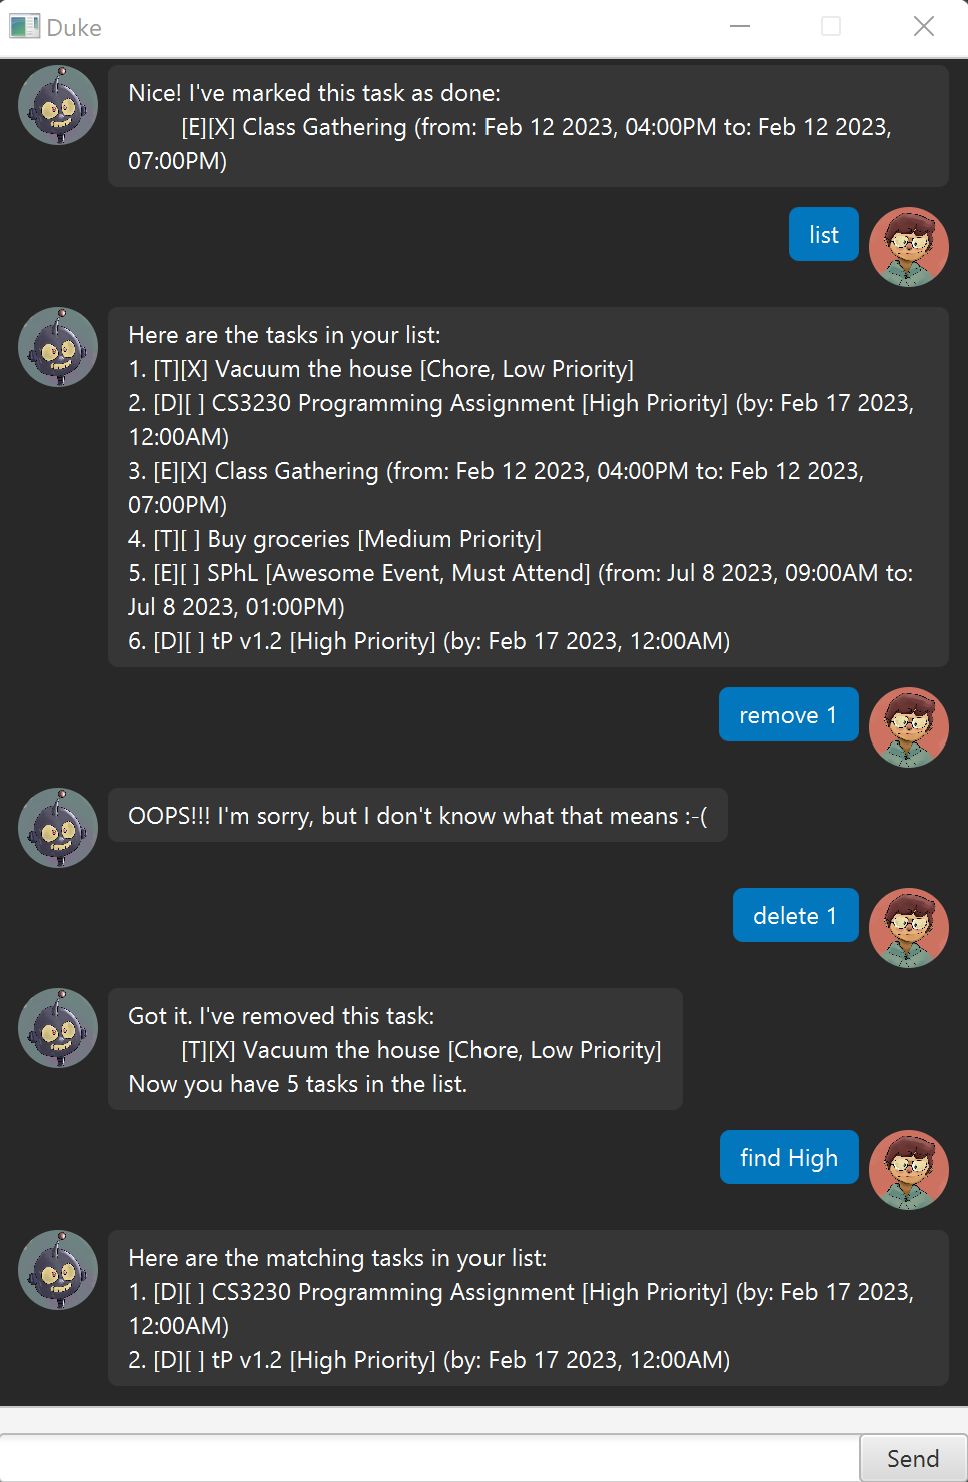 Duke
Nice! I've marked this task as done:
[E][X] Class Gathering (from: Feb 12 2023, 04:00PM to: Feb 12 2023,
07:00PM)
list
Here are the tasks in your list:
1. [T][X] Vacuum the house [Chore, Low Priority]
2. [D][ ] CS3230 Programming Assignment [High Priority] (by: Feb 17 2023,
12:00AM)
3. [E][X] Class Gathering (from: Feb 12 2023, 04:00PM to: Feb 12 2023,
07:00PM)
4. [T][ ] Buy groceries [Medium Priority]
5. [E][ ] SPhL [Awesome Event, Must Attend] (from: Jul 8 2023, 09:00AM to:
Jul 8 2023, 01:00PM)
6. [D][ ] tP v1.2 [High Priority] (by: Feb 17 2023, 12:00AM)
remove 1
OOPS!!! I'm sorry, but I don't know what that means :-(
delete 1
Got it. I've removed this task:
[T][X] Vacuum the house [Chore, Low Priority]
Now you have 5 tasks in the list.
find High
Here are the matching tasks in your list:
1. [D][ ] CS3230 Programming Assignment [High Priority] (by: Feb 17 2023,
12:00AM)
2. [D][ ] tP v1.2 [High Priority] (by: Feb 17 2023, 12:00AM)
Send